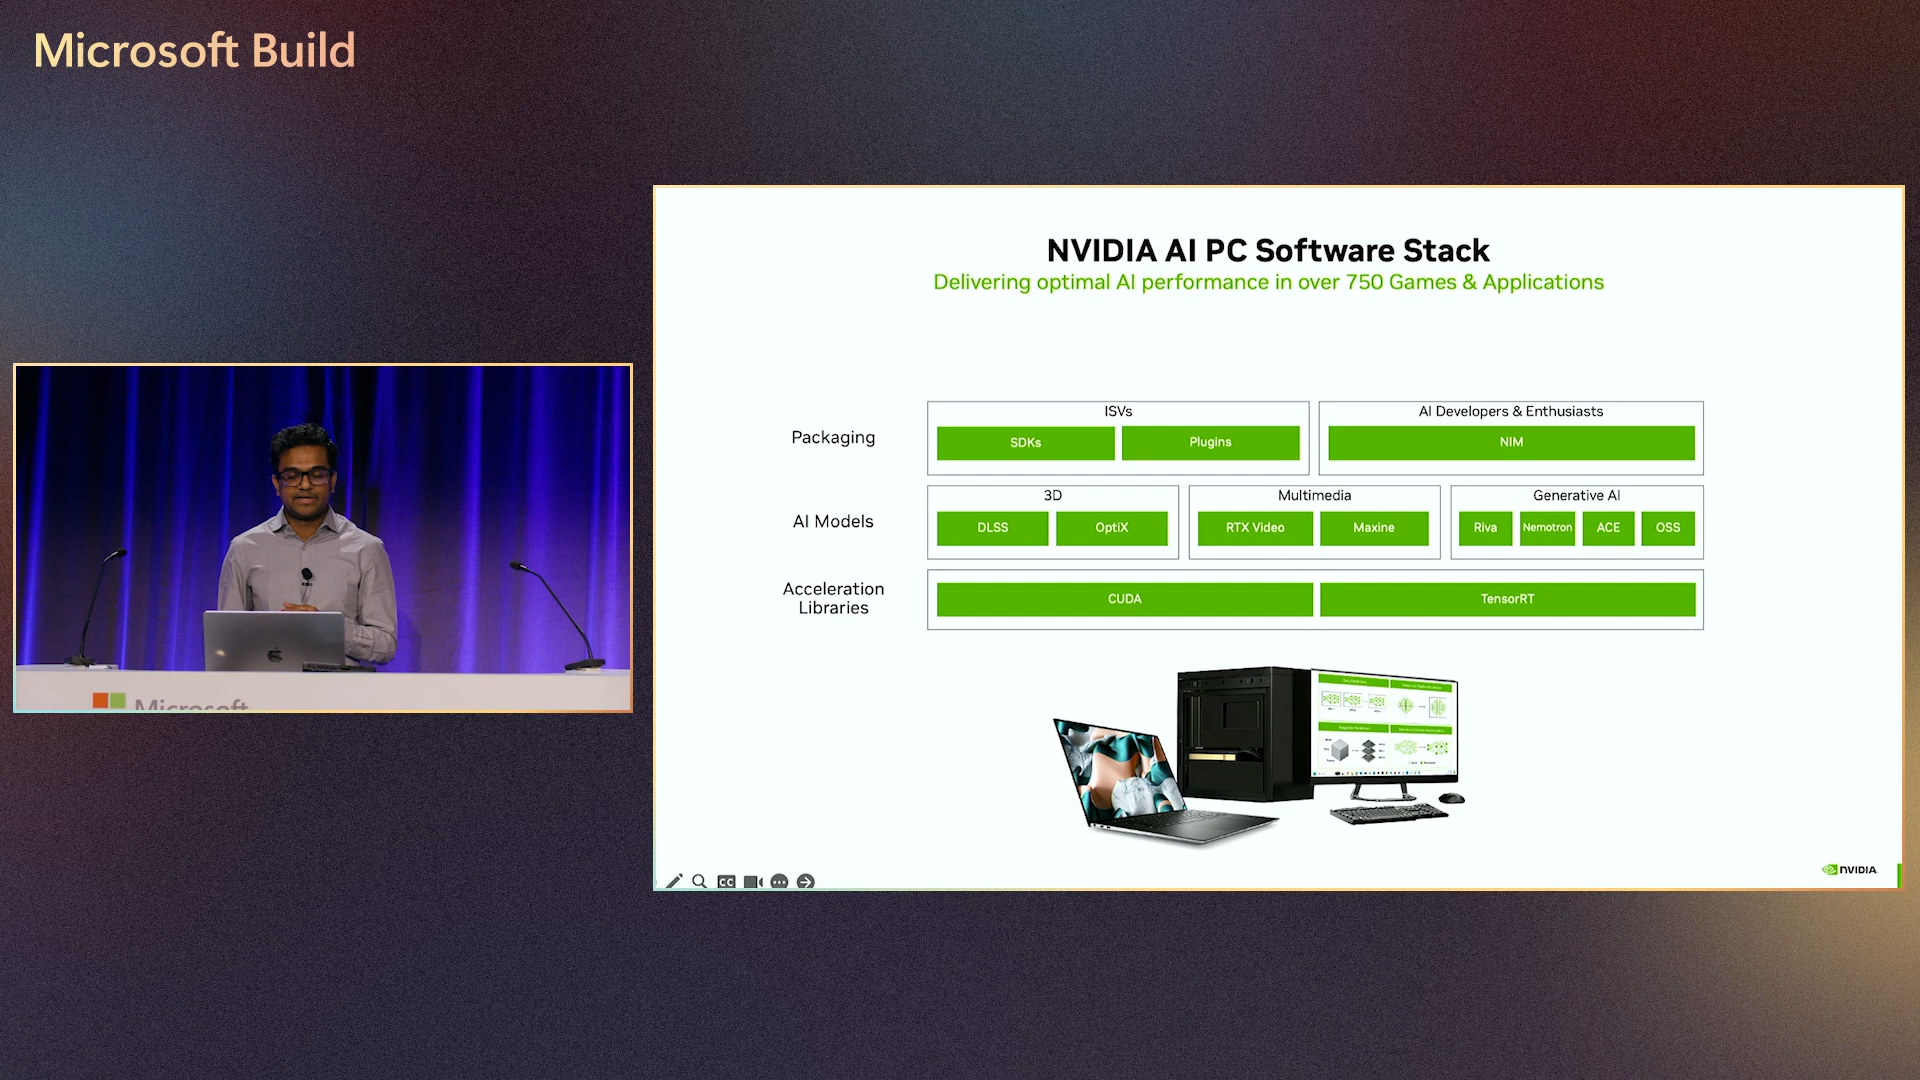 Microsoft Build
NVIDIA AI PC Software Stack
Delivering optimal AI performance in over 750 Games & Applications
Packaging
ISVs
SDKs
Plugins
AI Developers & Enthusiasts
NIM
AI Models
3D
DLSS
OptiX
Multimedia
RTX Video
Maxine
Generative AI
Riva
Nemotron
ACE
OSS
Acceleration
Libraries
CUDA
TensorRT
Microsoft
CC
NVIDIA